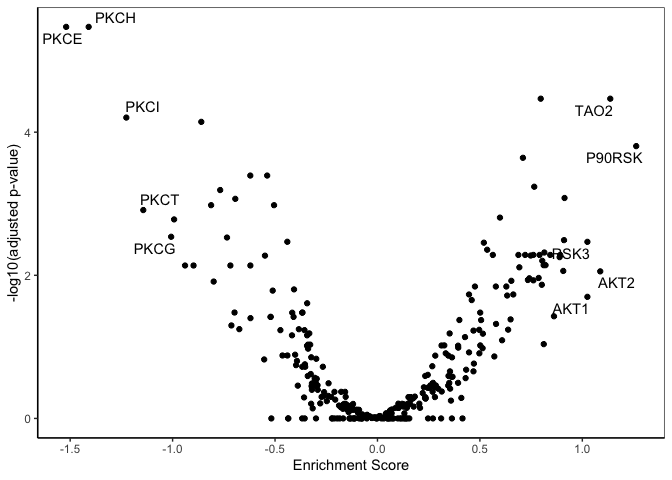 PKCH
PKCE
PKCI
TAO2
P90RSK
PKCT
PKCG
RSK3
AKT2
AKT1
-log10(adjusted p-value)
4
2
0
-1.5 -1.0 -0.5 0.0 0.5 1.0
Enrichment Score